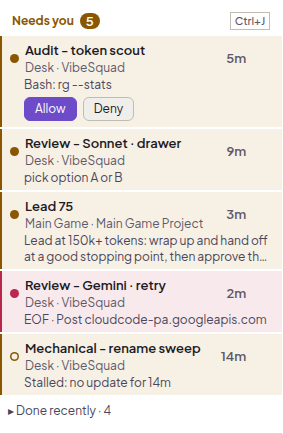 Needs you 5 Ctrl+J
Audit – token scout 5m
Desk · VibeSquad
Bash: rg --stats
Allow Deny
Review – Sonnet · drawer 9m
Desk · VibeSquad
pick option A or B
Lead 75 3m
Main Game · Main Game Project
Lead at 150k+ tokens: wrap up and hand off
at a good stopping point, then approve th...
Review – Gemini · retry 2m
Desk · VibeSquad
EOF · Post cloudcode-pa.googleapis.com
Mechanical – rename sweep 14m
Desk · VibeSquad
Stalled: no update for 14m
▸ Done recently · 4